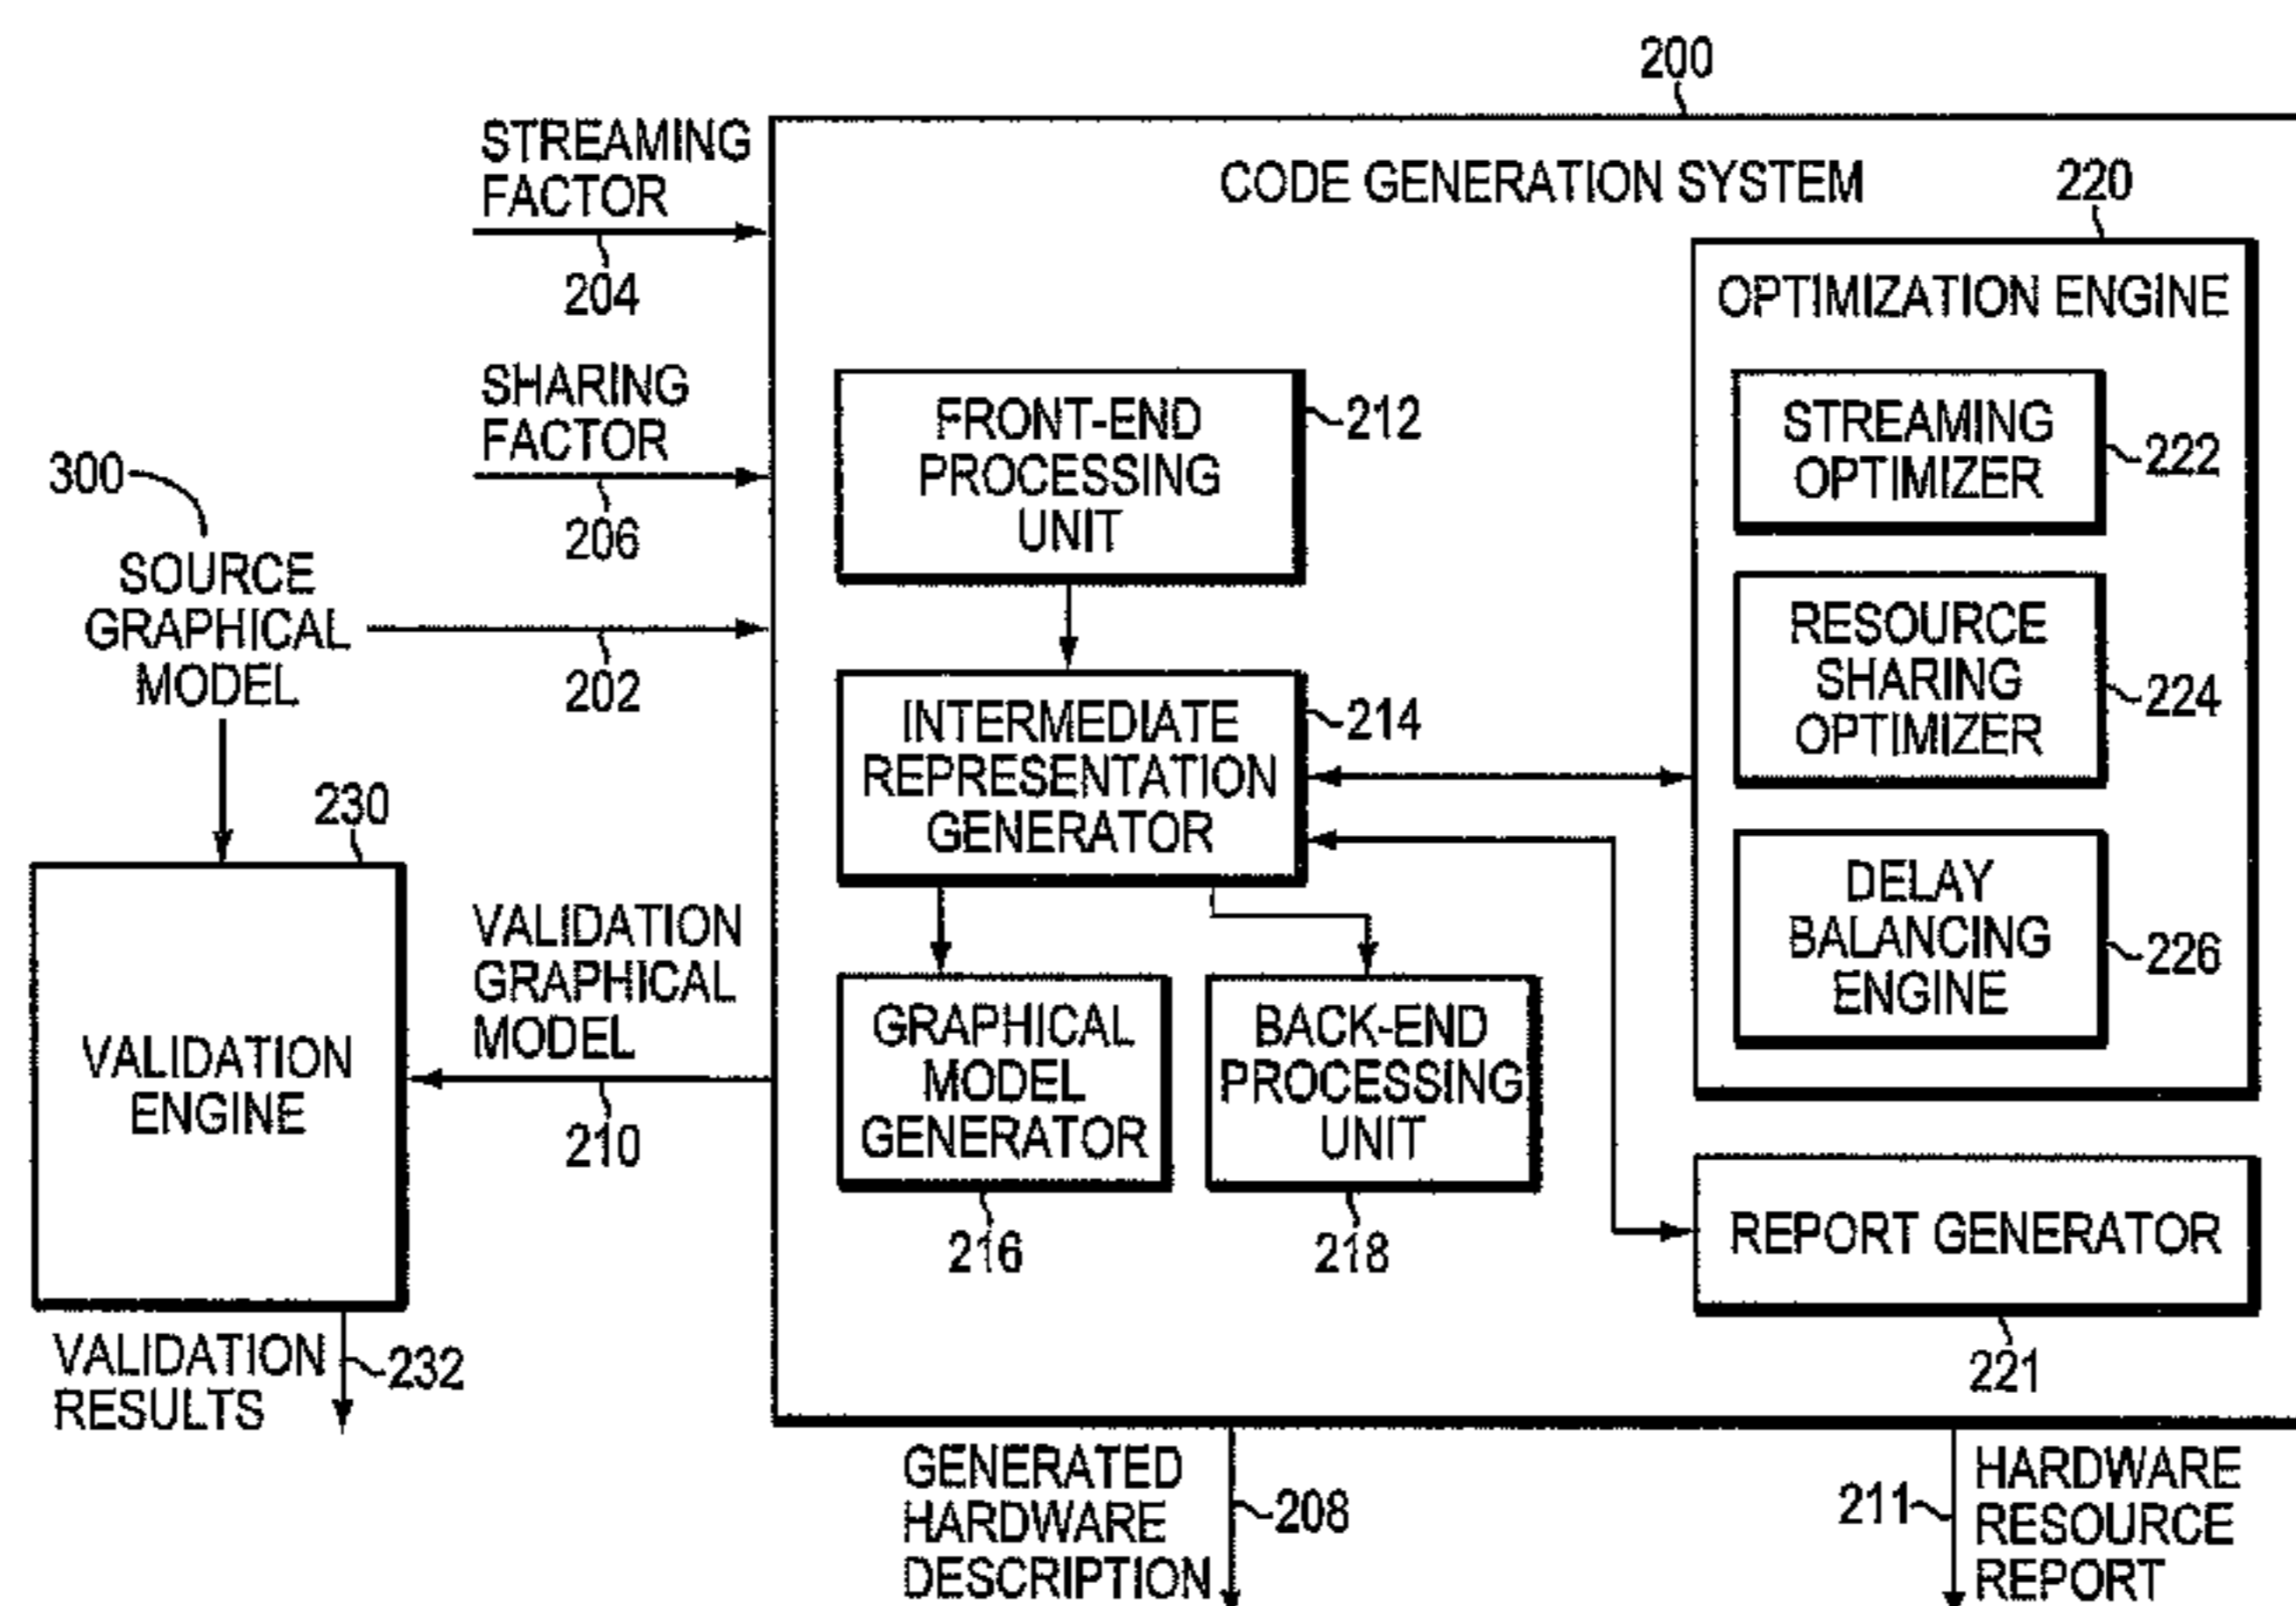 200
STREAMING
FACTOR
204
CODE GENERATION SYSTEM
220
OPTIMIZATION ENGINE
SHARING
FACTOR
206
300
SOURCE
GRAPHICAL
MODEL
202
FRONT-END
PROCESSING
UNIT
212
STREAMING
OPTIMIZER
222
RESOURCE
SHARING
OPTIMIZER
224
INTERMEDIATE
REPRESENTATION
GENERATOR
214
DELAY
BALANCING
ENGINE
226
230
VALIDATION
ENGINE
VALIDATION
GRAPHICAL
MODEL
210
GRAPHICAL
MODEL
GENERATOR
216
BACK-END
PROCESSING
UNIT
218
REPORT GENERATOR
221
VALIDATION
RESULTS
232
GENERATED
HARDWARE
DESCRIPTION
208
211
HARDWARE
RESOURCE
REPORT